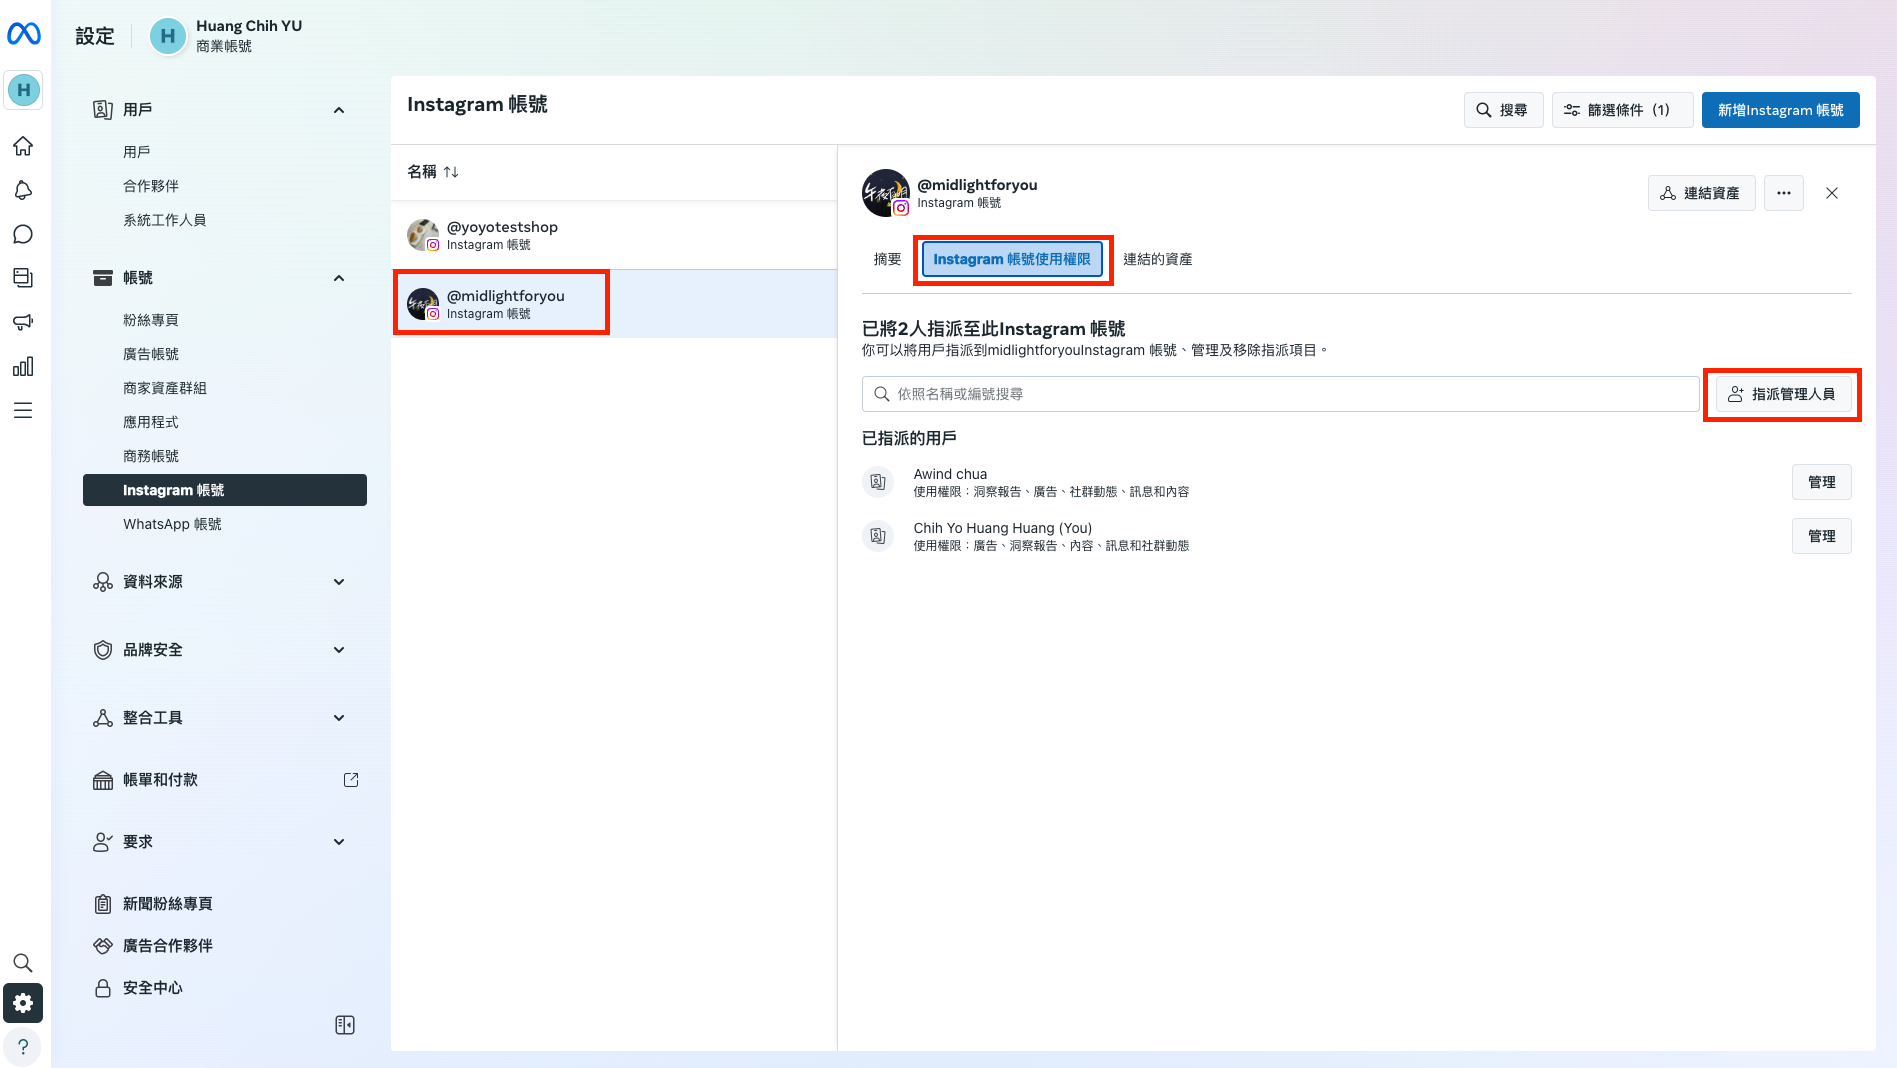 設定
H
Huang Chih YU
商業帳號
H
用戶
用戶
合作夥伴
系統工作人員
帳號
粉絲專頁
廣告帳號
商家資產群組
應用程式
商務帳號
Instagram 帳號
WhatsApp 帳號
資料來源
品牌安全
整合工具
帳單和付款
要求
新聞粉絲專頁
廣告合作夥伴
安全中心
?
Instagram 帳號
搜尋
篩選條件 (1)
新增Instagram 帳號
名稱 ↑↓
@yoyotestshop
Instagram 帳號
@midlightforyou
Instagram 帳號
@midlightforyou
Instagram 帳號
連結資產
摘要
Instagram 帳號使用權限
連結的資產
已將2人指派至此Instagram 帳號
你可以將用戶指派到midlightforyouInstagram 帳號、管理及移除指派項目。
依照名稱或編號搜尋
指派管理人員
已指派的用戶
Awind chua
使用權限：洞察報告、廣告、社群動態、訊息和內容
管理
Chih Yo Huang Huang (You)
使用權限：廣告、洞察報告、內容、訊息和社群動態
管理